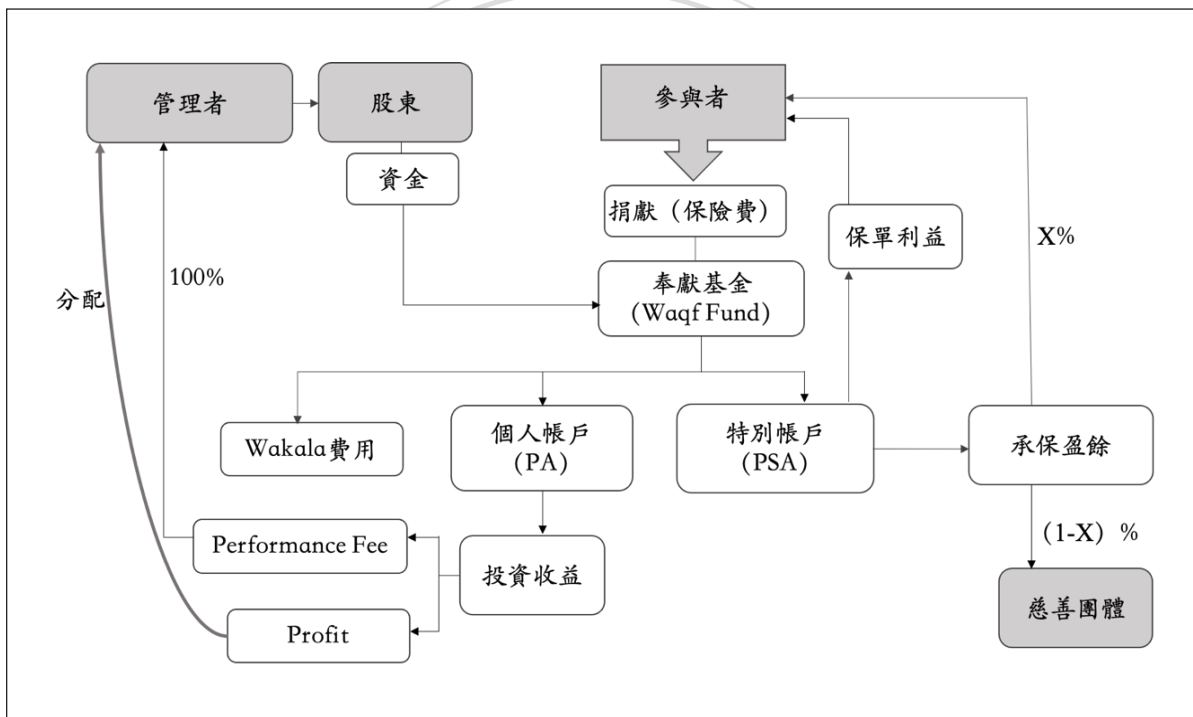 管理者
股東
參與者
資金
捐獻（保險費）
保單利益
X%
100%
分配
奉獻基金
(Waqf Fund)
Wakala費用
個人帳戶
(PA)
特別帳戶
(PSA)
承保盈餘
Performance Fee
投資收益
(1-X) %
Profit
慈善團體